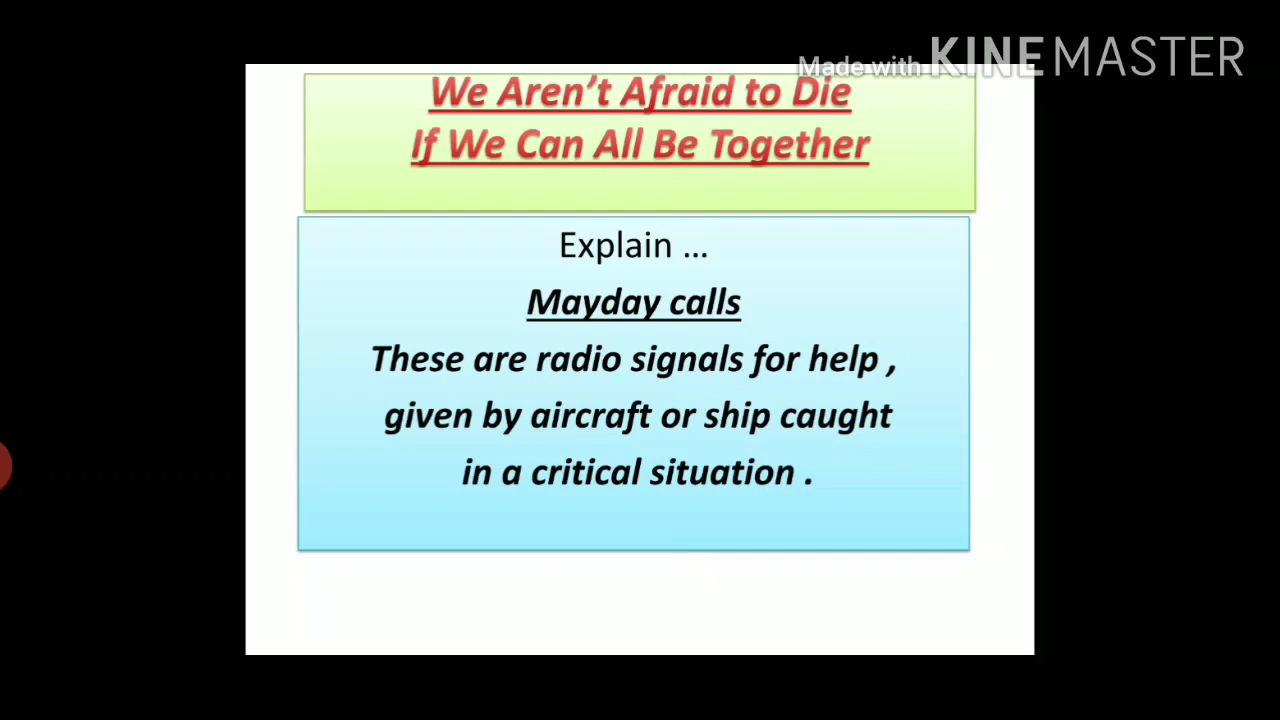 Made with KINEMASTER
We Aren't Afraid to Die
If We Can All Be Together
Explain ...
Mayday calls
These are radio signals for help ,
given by aircraft or ship caught
in a critical situation .